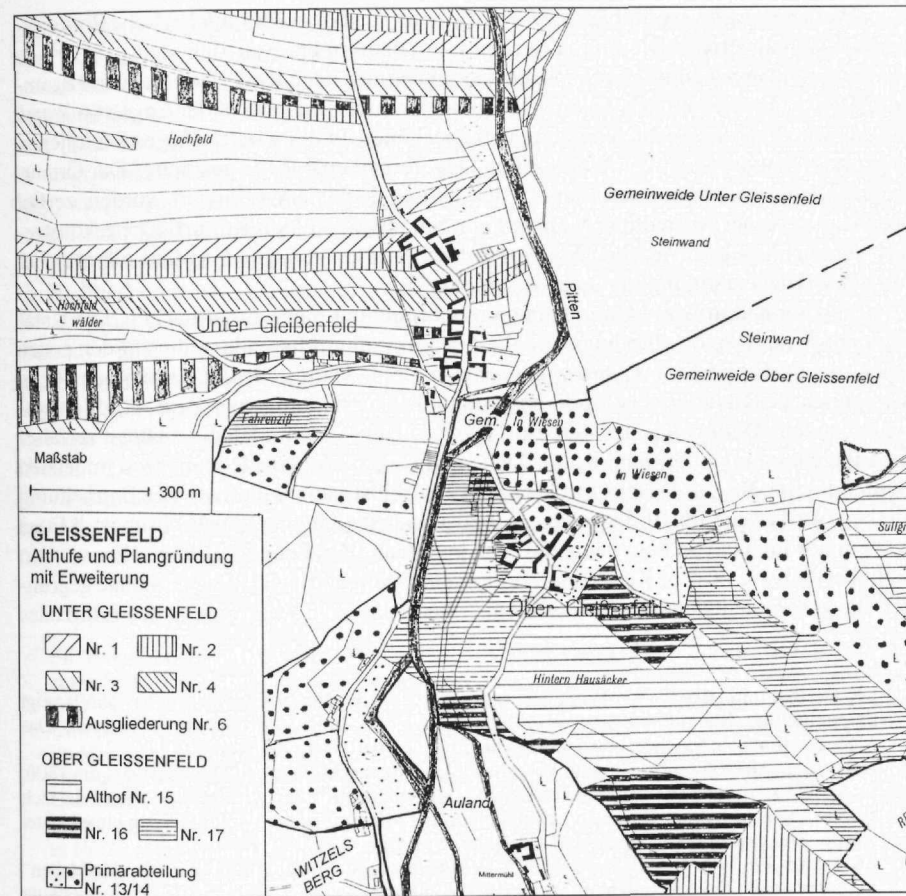 Hochfeld
Gemeinweide Unter Gleissenfeld
Steinwand
Pitten
Hochfeld
wälder
Unter Gleißenfeld
Steinwand
Gemeinweide Ober Gleissenfeld
Fahrenziß
Gem.
In Wiesen
In Wiesen
Maßstab
300 m
GLEISSENFELD
Althufe und Plangründung
mit Erweiterung
UNTER GLEISSENFELD
Nr. 1 Nr. 2
Nr. 3 Nr. 4
Ausgliederung Nr. 6
OBER GLEISSENFELD
Althof Nr. 15
Nr. 16 Nr. 17
Primärabteilung
Nr. 13/14
Ober Gleißenfeld
Hintern Hausäcker
Auland
WITZELS
BERG
Mittermühl